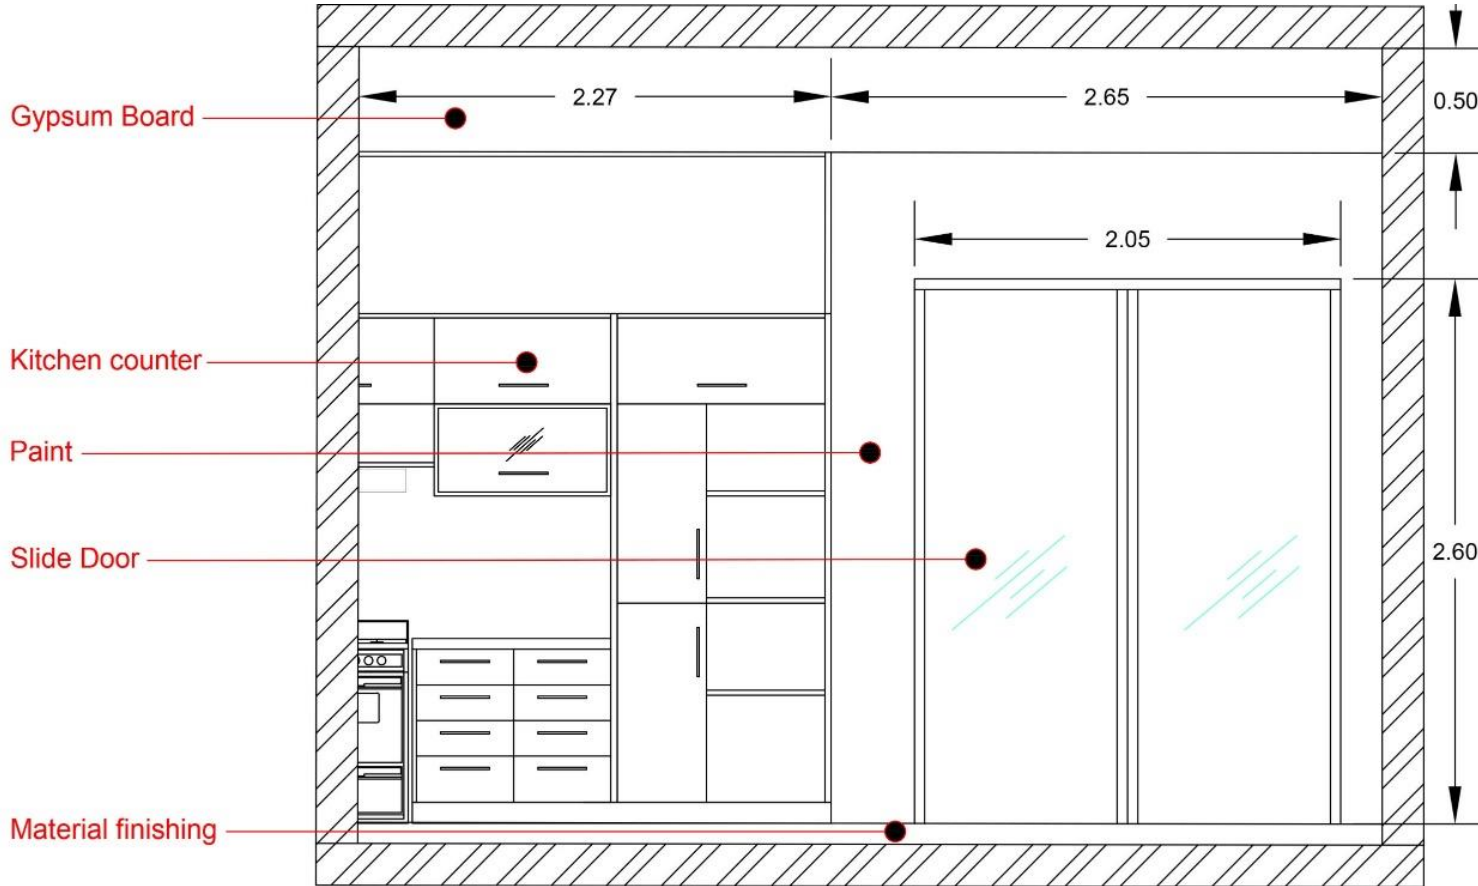 2.27
2.65
0.50
Gypsum Board
2.05
Kitchen counter
Paint
Slide Door
2.60
Material finishing